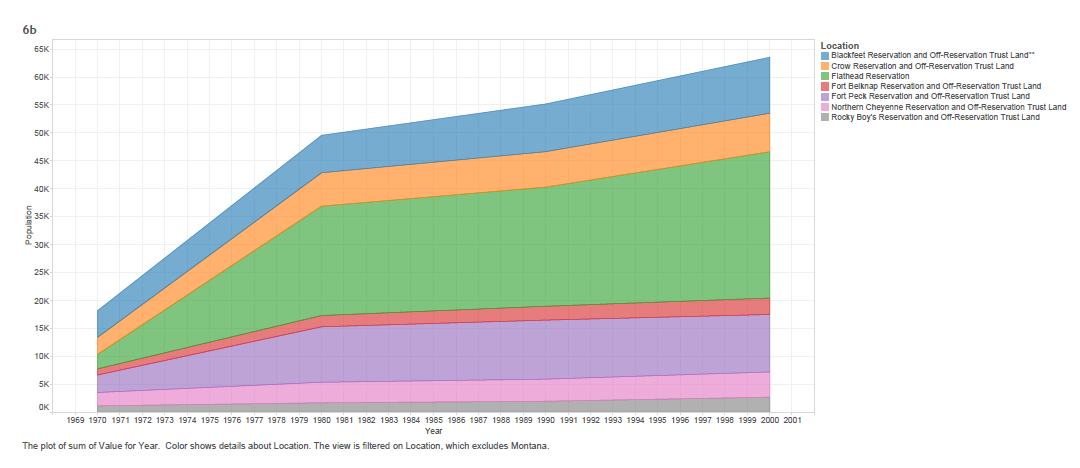 6b
65K
60K
55K
50K
45K
40K
35K
30K
25K
20K
15K
10K
5K
0K
Population
1969 1970 1971 1972 1973 1974 1975 1976 1977 1978 1979 1980 1981 1982 1983 1984 1985 1986 1987 1988 1989 1990 1991 1992 1993 1994 1995 1996 1997 1998 1999 2000 2001
Year
Location
Blackfeet Reservation and Off-Reservation Trust Land**
Crow Reservation and Off-Reservation Trust Land
Flathead Reservation
Fort Belknap Reservation and Off-Reservation Trust Land
Fort Peck Reservation and Off-Reservation Trust Land
Northern Cheyenne Reservation and Off-Reservation Trust Land
Rocky Boy's Reservation and Off-Reservation Trust Land
The plot of sum of Value for Year. Color shows details about Location. The view is filtered on Location, which excludes Montana.